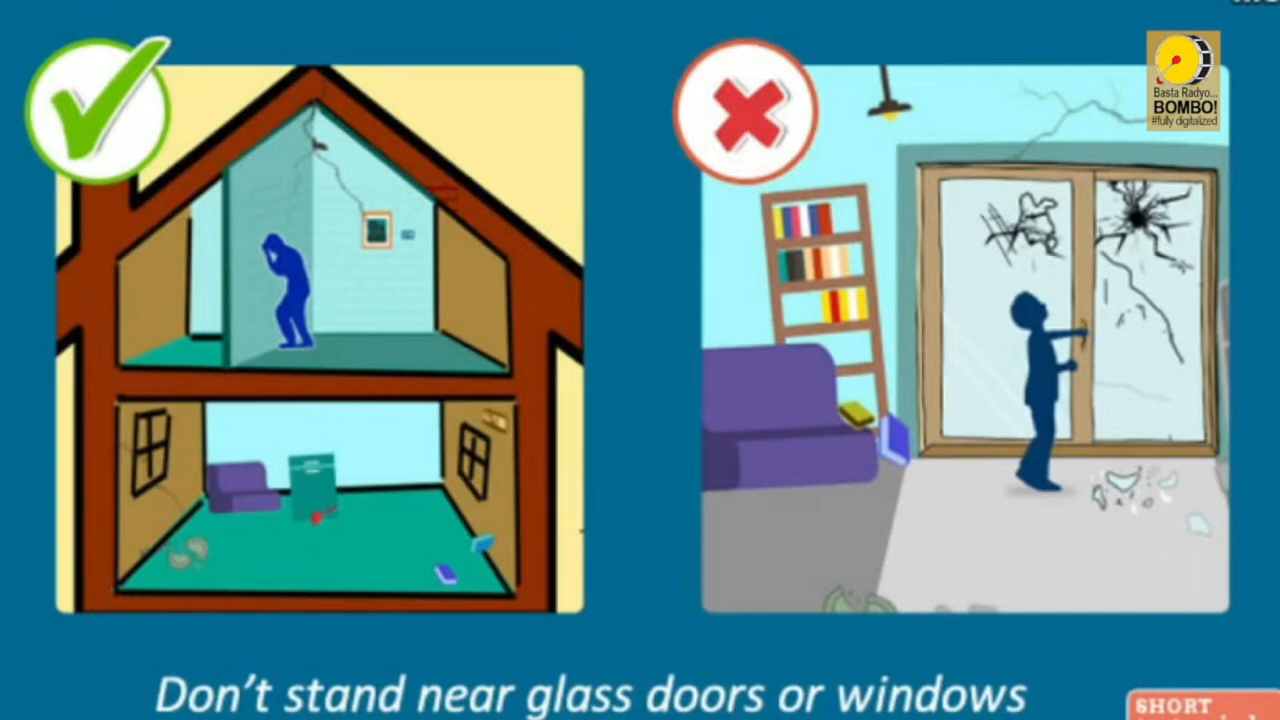 Basta Radyo...
BOMBO!
#fully digitalized
Don't stand near glass doors or windows
SHORT